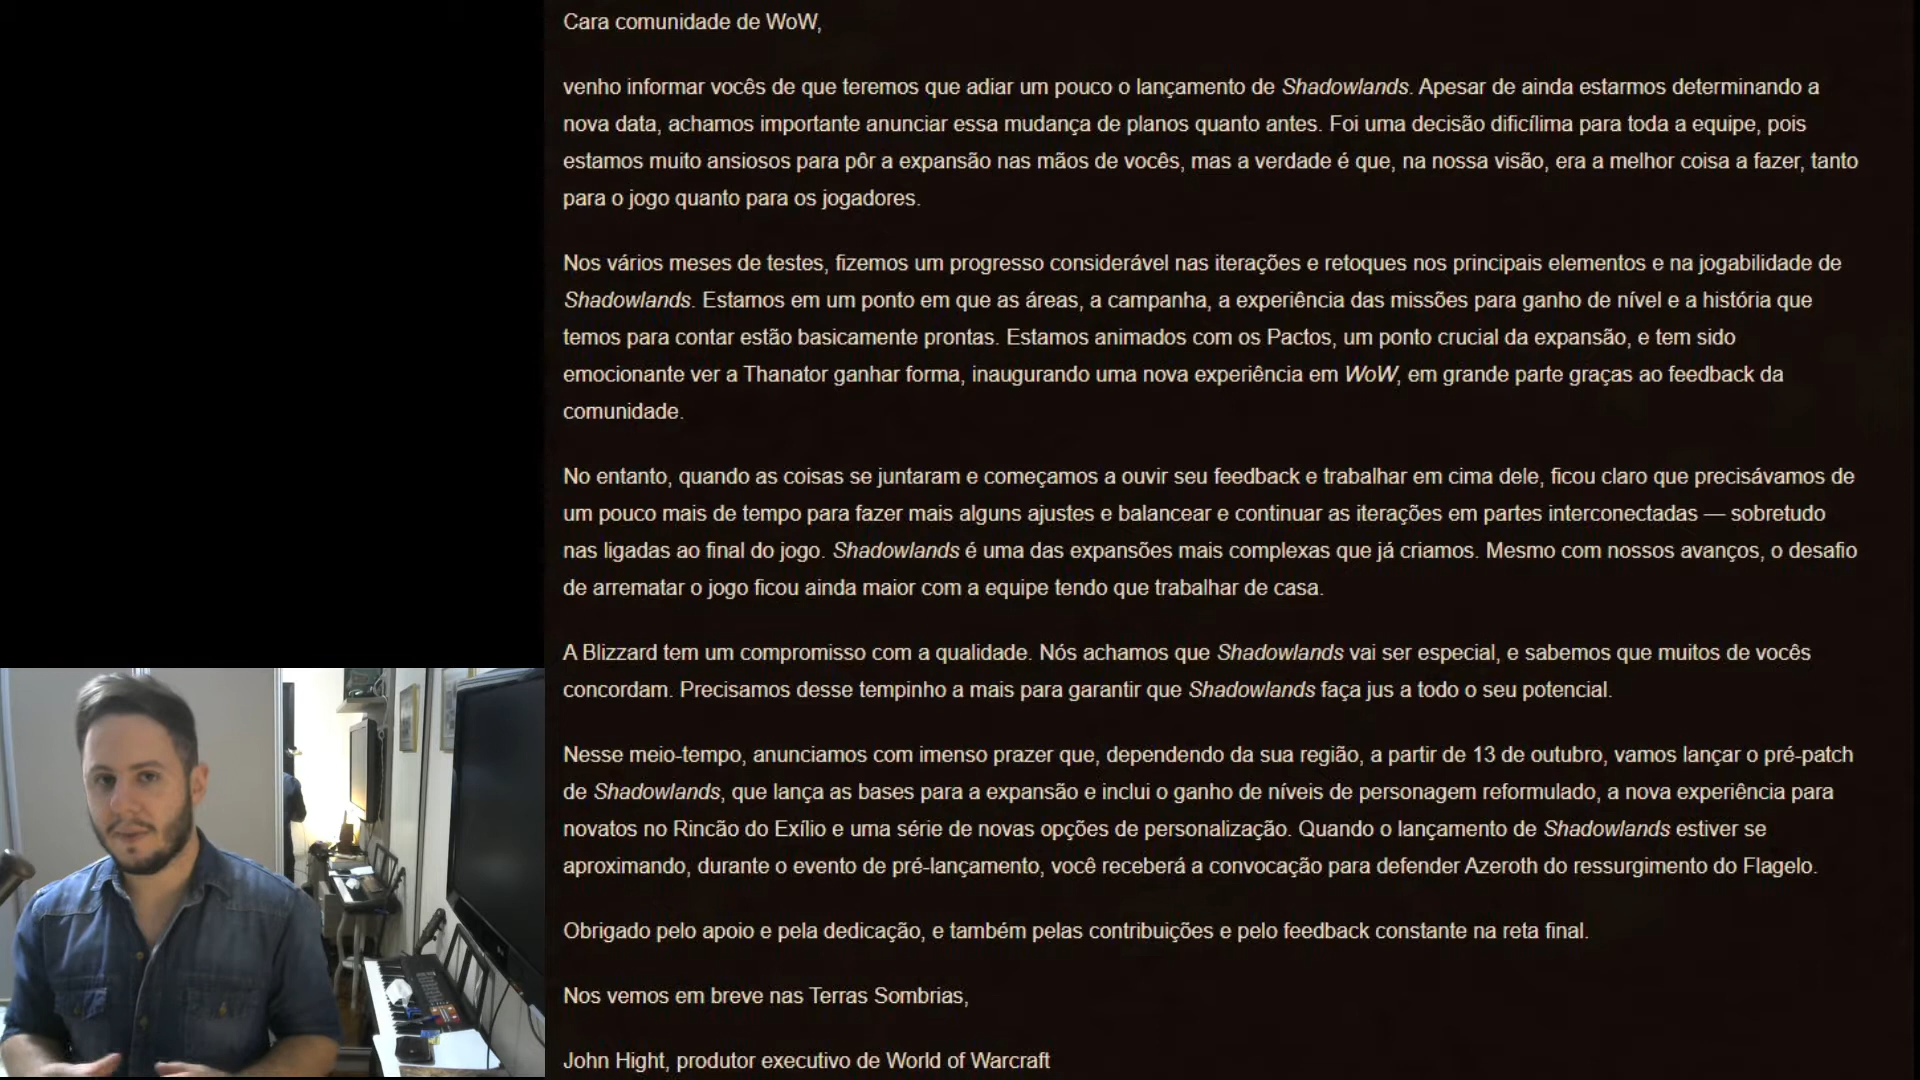 Cara comunidade de WoW,
venho informar vocês de que teremos que adiar um pouco o lançamento de Shadowlands. Apesar de ainda estarmos determinando a
nova data, achamos importante anunciar essa mudança de planos quanto antes. Foi uma decisão dificílima para toda a equipe, pois
estamos muito ansiosos para pôr a expansão nas mãos de vocês, mas a verdade é que, na nossa visão, era a melhor coisa a fazer, tanto
para o jogo quanto para os jogadores.
Nos vários meses de testes, fizemos um progresso considerável nas iterações e retoques nos principais elementos e na jogabilidade de
Shadowlands. Estamos em um ponto em que as áreas, a campanha, a experiência das missões para ganho de nível e a história que
temos para contar estão basicamente prontas. Estamos animados com os Pactos, um ponto crucial da expansão, e tem sido
emocionante ver a Thanator ganhar forma, inaugurando uma nova experiência em WoW, em grande parte graças ao feedback da
comunidade.
No entanto, quando as coisas se juntaram e começamos a ouvir seu feedback e trabalhar em cima dele, ficou claro que precisávamos de
um pouco mais de tempo para fazer mais alguns ajustes e balancear e continuar as iterações em partes interconectadas — sobretudo
nas ligadas ao final do jogo. Shadowlands é uma das expansões mais complexas que já criamos. Mesmo com nossos avanços, o desafio
de arrematar o jogo ficou ainda maior com a equipe tendo que trabalhar de casa.
A Blizzard tem um compromisso com a qualidade. Nós achamos que Shadowlands vai ser especial, e sabemos que muitos de vocês
concordam. Precisamos desse tempinho a mais para garantir que Shadowlands faça jus a todo o seu potencial.
Nesse meio-tempo, anunciamos com imenso prazer que, dependendo da sua região, a partir de 13 de outubro, vamos lançar o pré-patch
de Shadowlands, que lança as bases para a expansão e inclui o ganho de níveis de personagem reformulado, a nova experiência para
novatos no Rincão do Exílio e uma série de novas opções de personalização. Quando o lançamento de Shadowlands estiver se
aproximando, durante o evento de pré-lançamento, você receberá a convocação para defender Azeroth do ressurgimento do Flagelo.
Obrigado pelo apoio e pela dedicação, e também pelas contribuições e pelo feedback constante na reta final.
Nos vemos em breve nas Terras Sombrias,
John Hight, produtor executivo de World of Warcraft